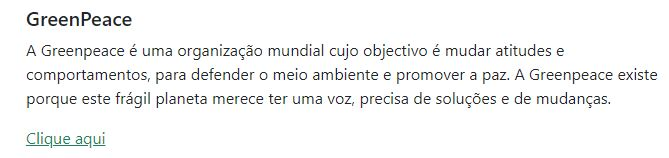 GreenPeace
A Greenpeace é uma organização mundial cujo objectivo é mudar atitudes e
comportamentos, para defender o meio ambiente e promover a paz. A Greenpeace existe
porque este frágil planeta merece ter uma voz, precisa de soluções e de mudanças.
Clique aqui